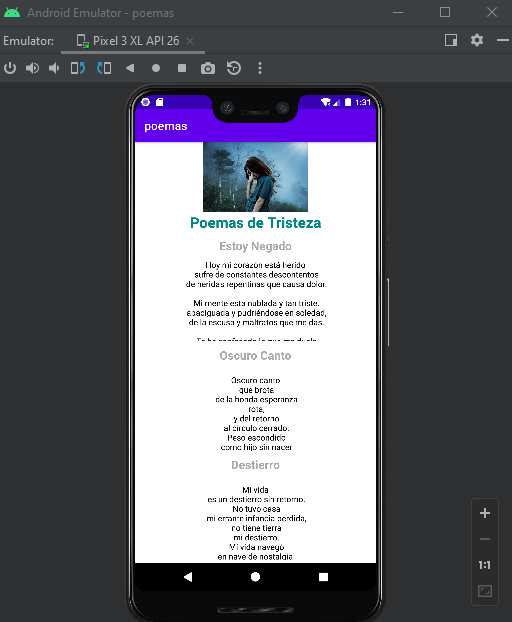 Android Emulator - poemas
Emulator:
Pixel 3 XL API 26
1:31
poemas
Poemas de Tristeza
Estoy Negado
Hoy mi corazón está herido
sufre de constantes descontentos
de heridas repentinas que causa dolor.
Mi mente esta nublada y tan triste.
apaciguada y pudriéndose en soledad,
de la escusa y maltratos que me das.
Oscuro Canto
Oscuro canto
que brota
de la honda esperanza
rota,
y del retorno
al circulo cerrado.
Peso escondido
como hijo sin nacer
Destierro
Mi vida
es un destierro sin retorno.
No tuvo casa
mi errante infancia perdida,
no tiene tierra
mi destierro.
Mi vida navegó
en nave de nostalgia
1:1